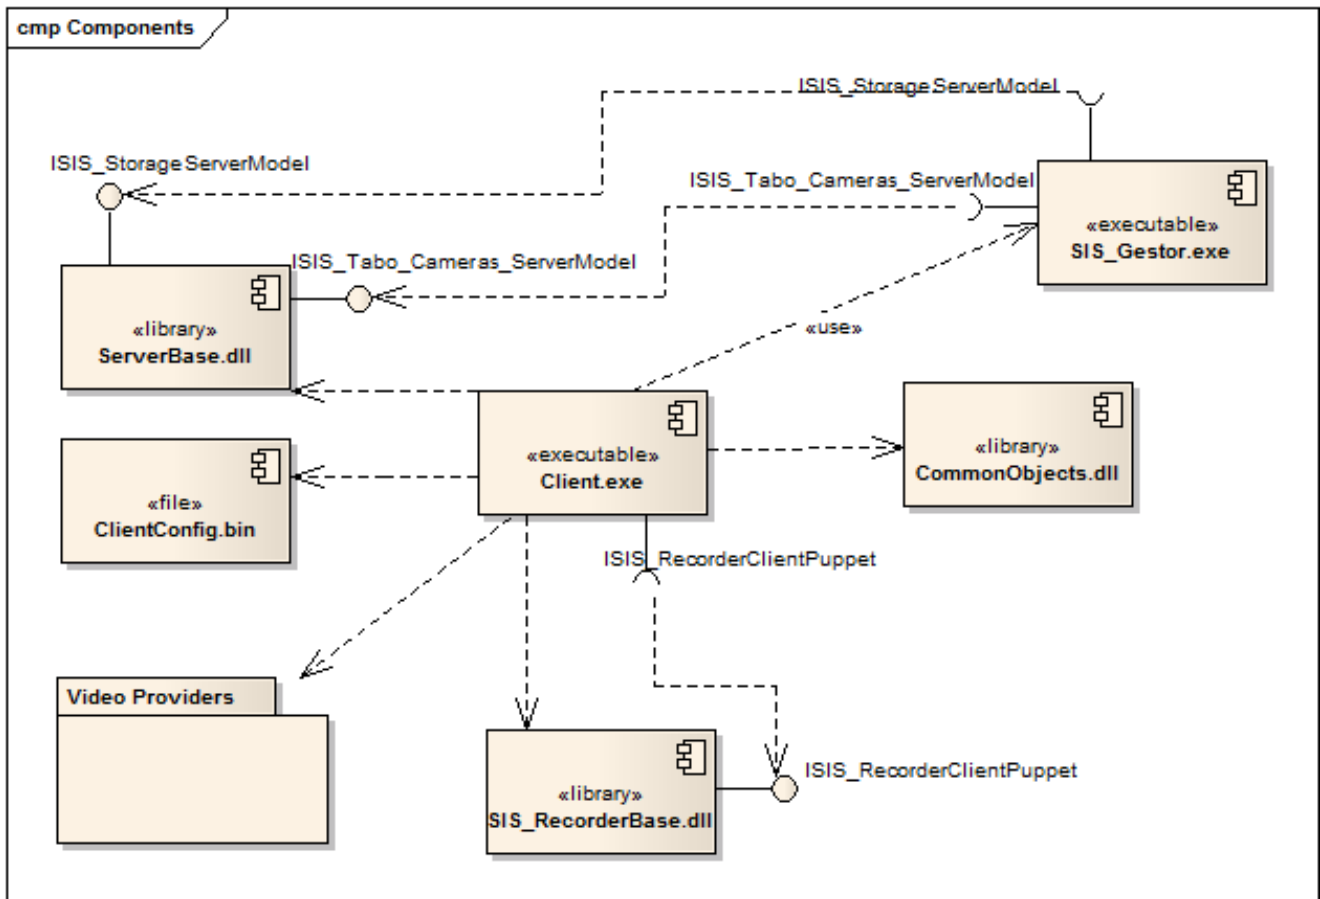 cmp Components
ISIS_StorageServerModel
ISIS_StorageServerModel
ISIS_Tabo_Cameras_ServerModel
«executable»
SIS_Gestor.exe
ISIS_Tabo_Cameras_ServerModel
«library»
ServerBase.dll
«use»
«executable»
Client.exe
«library»
CommonObjects.dll
«file»
ClientConfig.bin
ISIS_RecorderClientPuppet
Video Providers
ISIS_RecorderClientPuppet
«library»
SIS_RecorderBase.dll